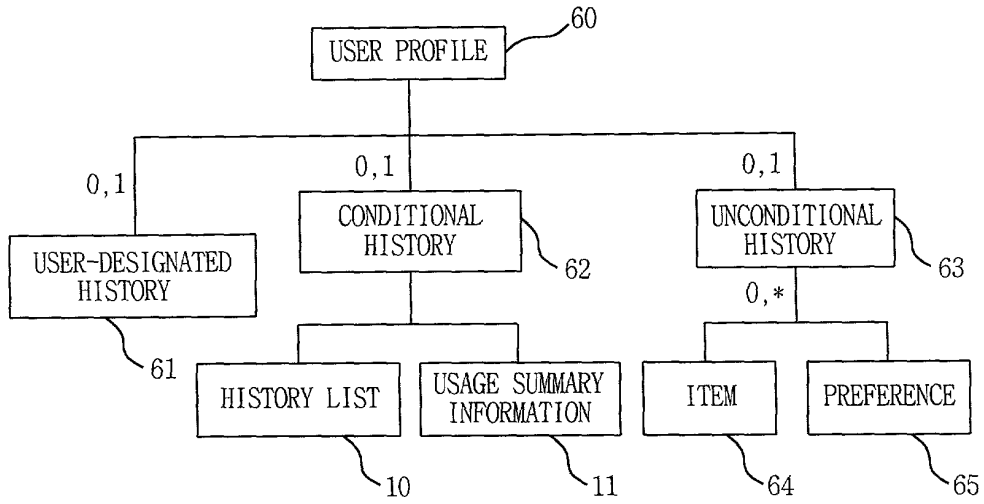 60
USER PROFILE
0,1
0,1
0,1
CONDITIONAL
HISTORY
UNCONDITIONAL
HISTORY
USER-DESIGNATED
HISTORY
62
63
0,*
61
HISTORY LIST
USAGE SUMMARY
INFORMATION
ITEM
PREFERENCE
10
11
64
65